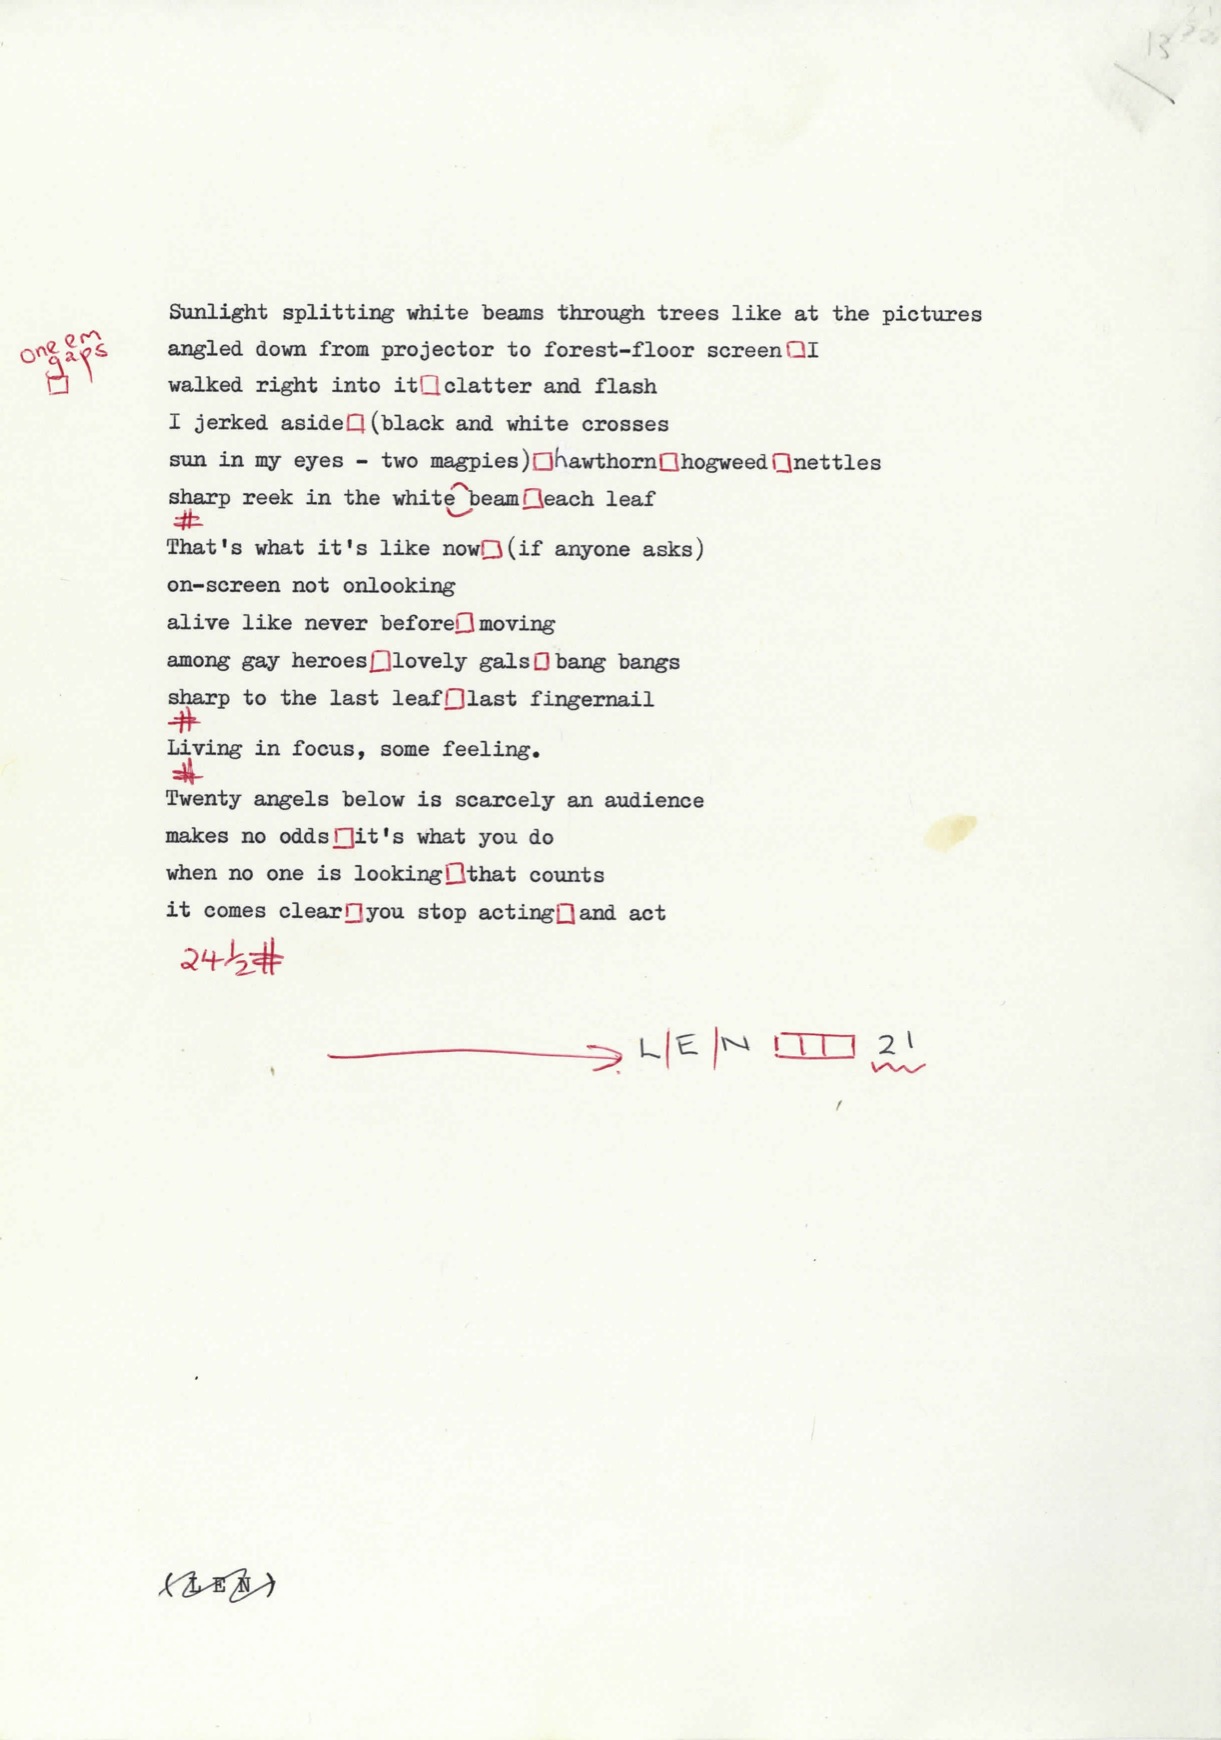 13
Sunlight splitting white beams through trees like at the pictures
one em
gaps
angled down from projector to forest-floor screen□I
walked right into it□clatter and flash
I jerked aside□(black and white crosses
sun in my eyes - two magpies)□hawthorn□hogweed□nettles
sharp reek in the white beam□each leaf
#
That's what it's like now□(if anyone asks)
on-screen not onlooking
alive like never before□moving
among gay heroes□lovely gals□bang bangs
sharp to the last leaf□last fingernail
#
Living in focus, some feeling.
#
Twenty angels below is scarcely an audience
makes no odds□it's what you do
when no one is looking□that counts
it comes clear□you stop acting□and act
24½#
L/E/N □□□ 21
(L E N)